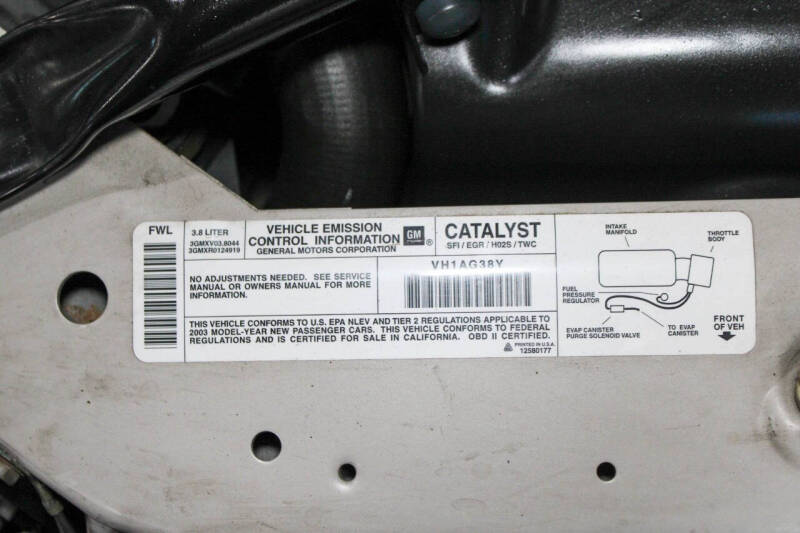 FWL
3.8 LITER
3GMXV03.8044
3GMXR0124919
VEHICLE EMISSION
CONTROL INFORMATION
GENERAL MOTORS CORPORATION
GM ®
CATALYST
SFI / EGR / H02S / TWC
NO ADJUSTMENTS NEEDED. SEE SERVICE
MANUAL OR OWNERS MANUAL FOR MORE
INFORMATION.
VH1AG38Y
THIS VEHICLE CONFORMS TO U.S. EPA NLEV AND TIER 2 REGULATIONS APPLICABLE TO
2003 MODEL-YEAR NEW PASSENGER CARS. THIS VEHICLE CONFORMS TO FEDERAL
REGULATIONS AND IS CERTIFIED FOR SALE IN CALIFORNIA. OBD II CERTIFIED.
PRINTED IN U.S.A.
12580177
INTAKE
MANIFOLD
THROTTLE
BODY
FUEL
PRESSURE
REGULATOR
EVAP CANISTER
PURGE SOLENOID VALVE
TO EVAP
CANISTER
FRONT
OF VEH